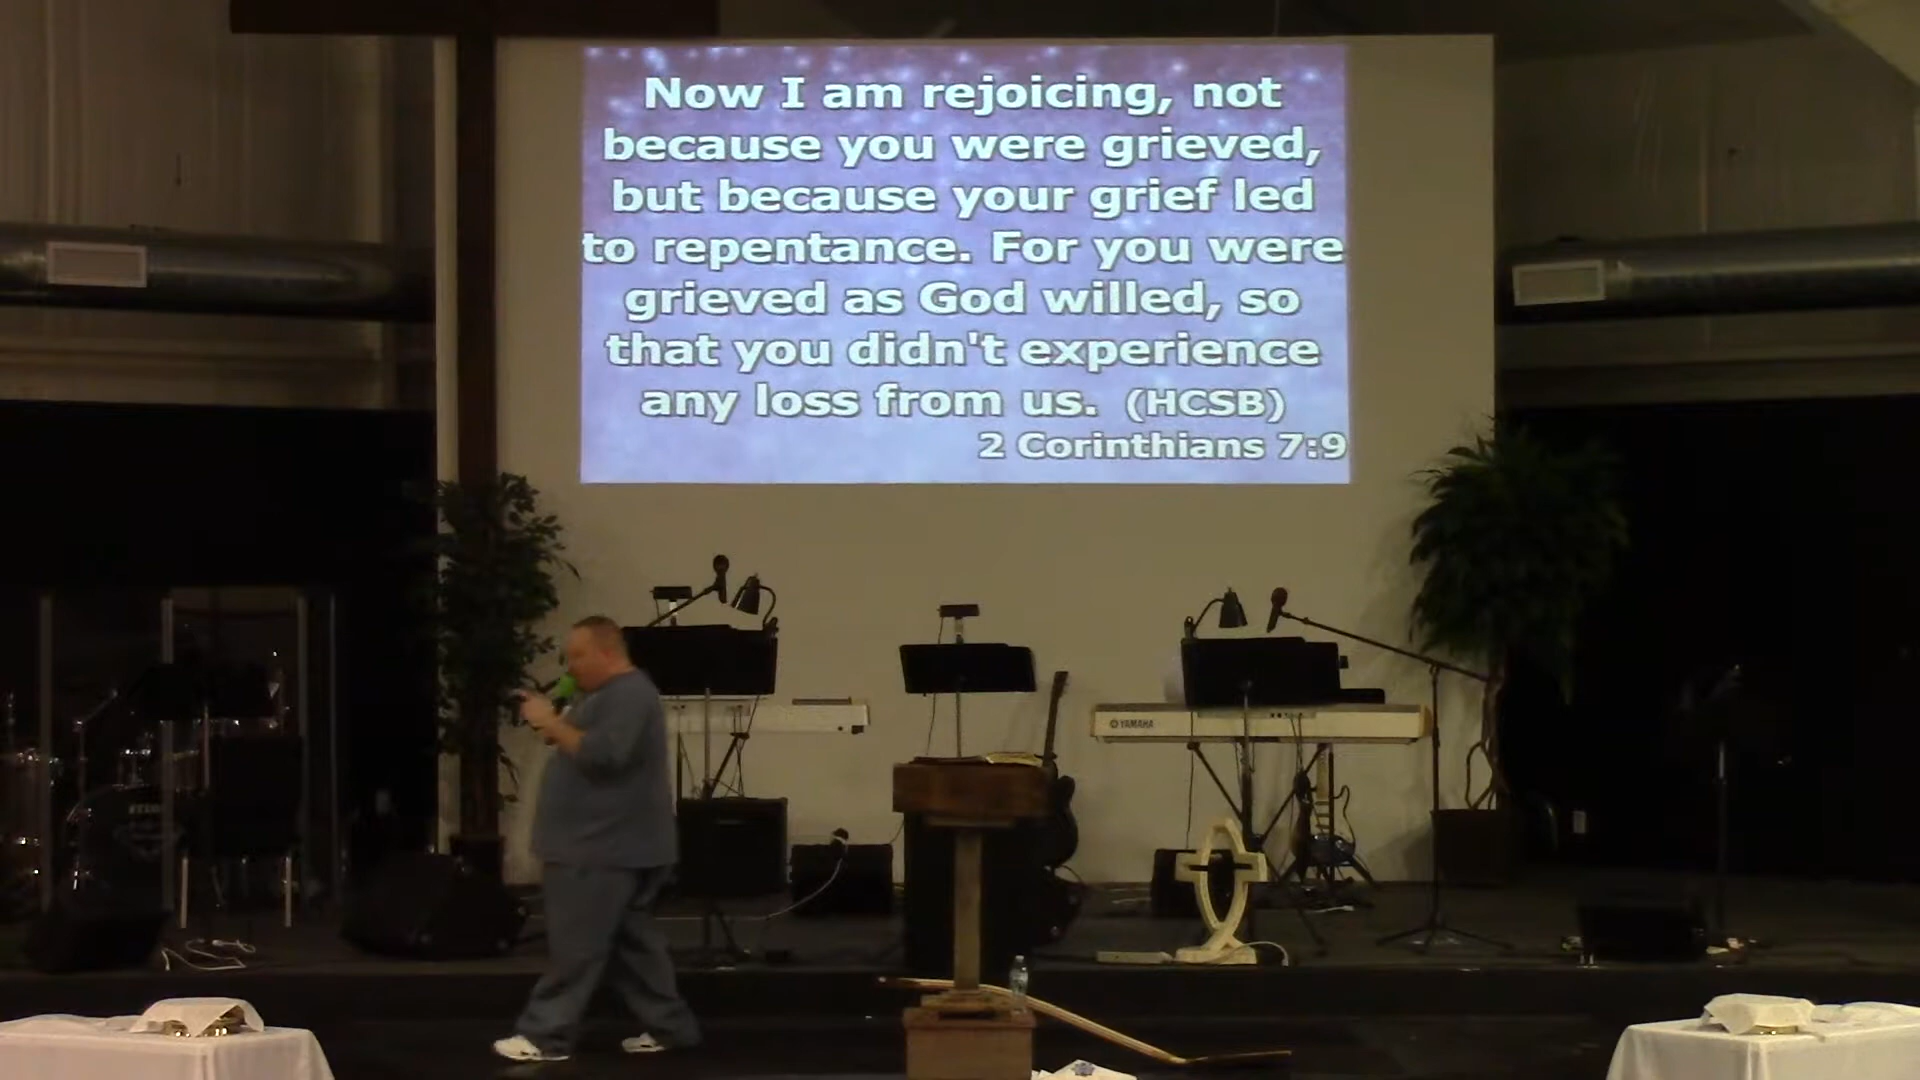 Now I am rejoicing, not
because you were grieved,
but because your grief led
to repentance. For you were
grieved as God willed, so
that you didn't experience
any loss from us. (HCSB)
2 Corinthians 7:9
YAMAHA